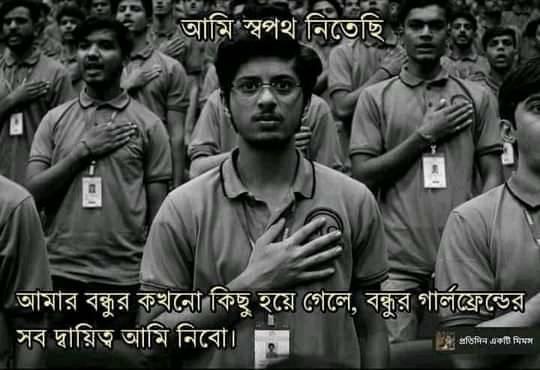 আমি স্বপথ নিতেছি
আমার বন্ধুর কখনো কিছু হয়ে গেলে, বন্ধুর গার্লফ্রেন্ডের
সব দ্বায়িত্ব আমি নিবো।
প্রতিদিন একটি মিমস